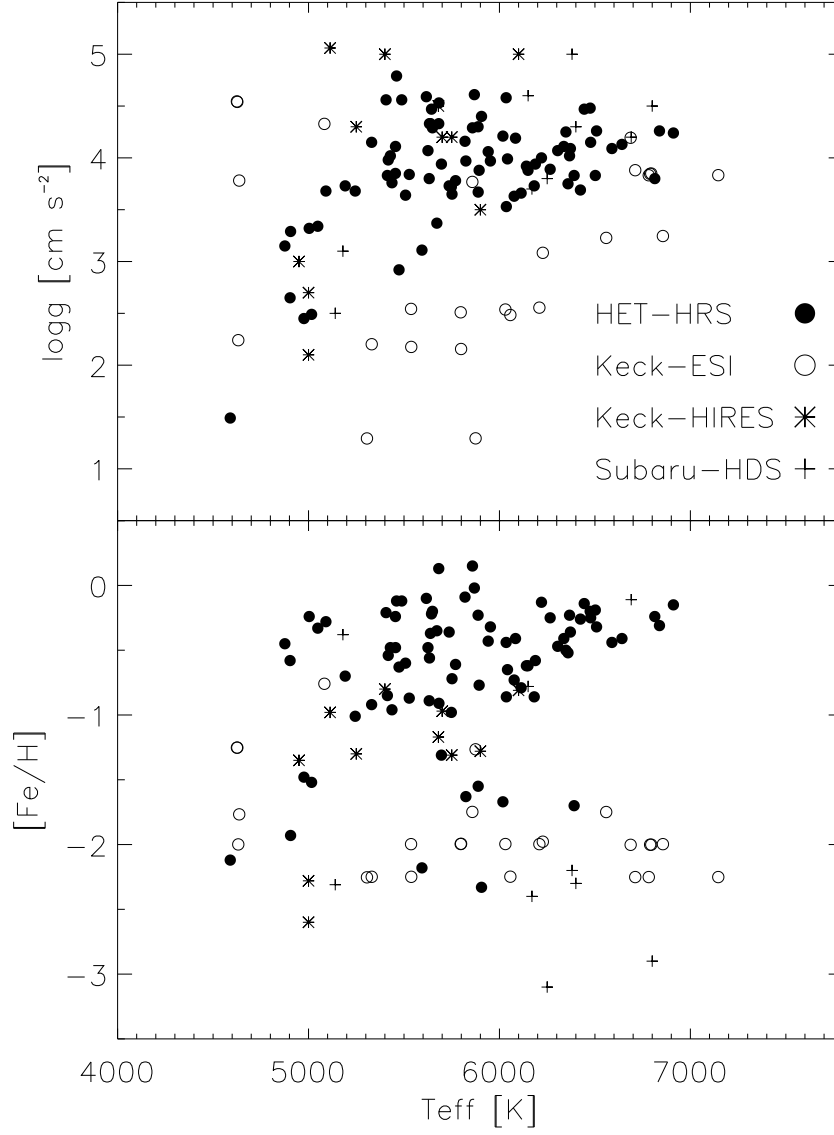 5
4
3
2
1
logg [cm s⁻²]
HET-HRS
Keck-ESI
Keck-HIRES
Subaru-HDS
0
-1
-2
-3
[Fe/H]
4000 5000 6000 7000
Teff [K]